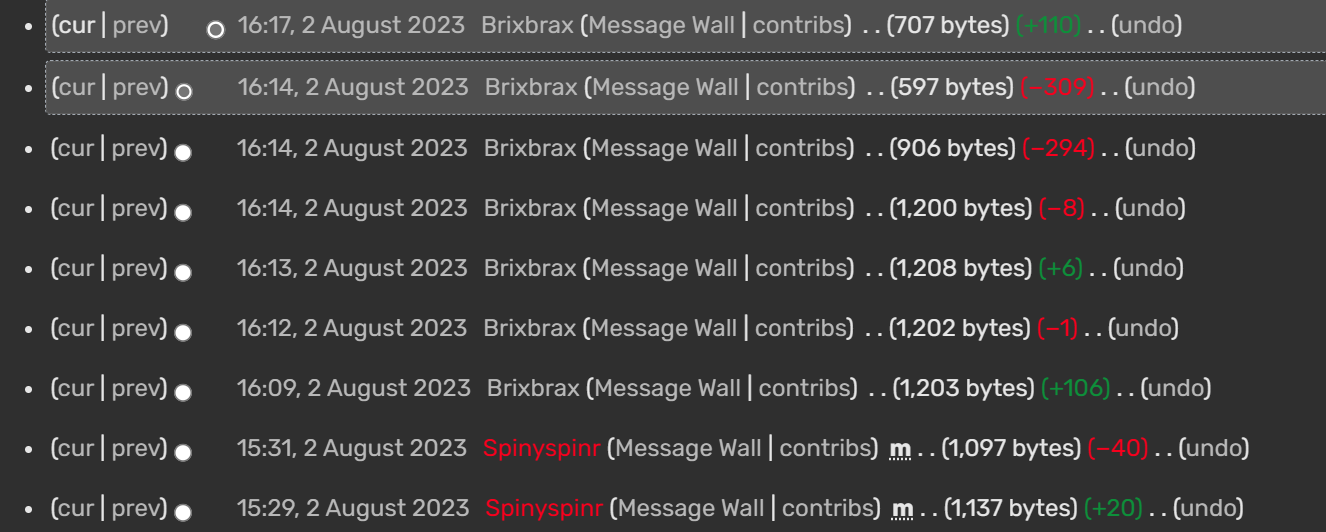 • (cur | prev) 16:17, 2 August 2023 Brixbrax (Message Wall | contribs) . . (707 bytes) (+110) . . (undo)
• (cur | prev) 16:14, 2 August 2023 Brixbrax (Message Wall | contribs) . . (597 bytes) (−309) . . (undo)
• (cur | prev) 16:14, 2 August 2023 Brixbrax (Message Wall | contribs) . . (906 bytes) (−294) . . (undo)
• (cur | prev) 16:14, 2 August 2023 Brixbrax (Message Wall | contribs) . . (1,200 bytes) (−8) . . (undo)
• (cur | prev) 16:13, 2 August 2023 Brixbrax (Message Wall | contribs) . . (1,208 bytes) (+6) . . (undo)
• (cur | prev) 16:12, 2 August 2023 Brixbrax (Message Wall | contribs) . . (1,202 bytes) (−1) . . (undo)
• (cur | prev) 16:09, 2 August 2023 Brixbrax (Message Wall | contribs) . . (1,203 bytes) (+106) . . (undo)
• (cur | prev) 15:31, 2 August 2023 Spinyspinr (Message Wall | contribs) m . . (1,097 bytes) (−40) . . (undo)
• (cur | prev) 15:29, 2 August 2023 Spinyspinr (Message Wall | contribs) m . . (1,137 bytes) (+20) . . (undo)